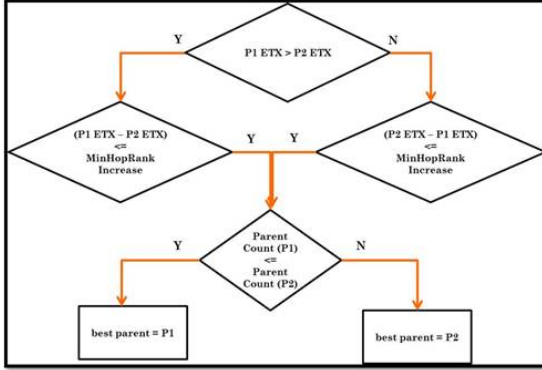 Y
P1 ETX > P2 ETX
N
(P1 ETX – P2 ETX)
<=
MinHopRank
Increase
Y
Y
(P2 ETX – P1 ETX)
<=
MinHopRank
Increase
Y
Parent
Count (P1)
<=
Parent
Count (P2)
N
best parent = P1
best parent = P2